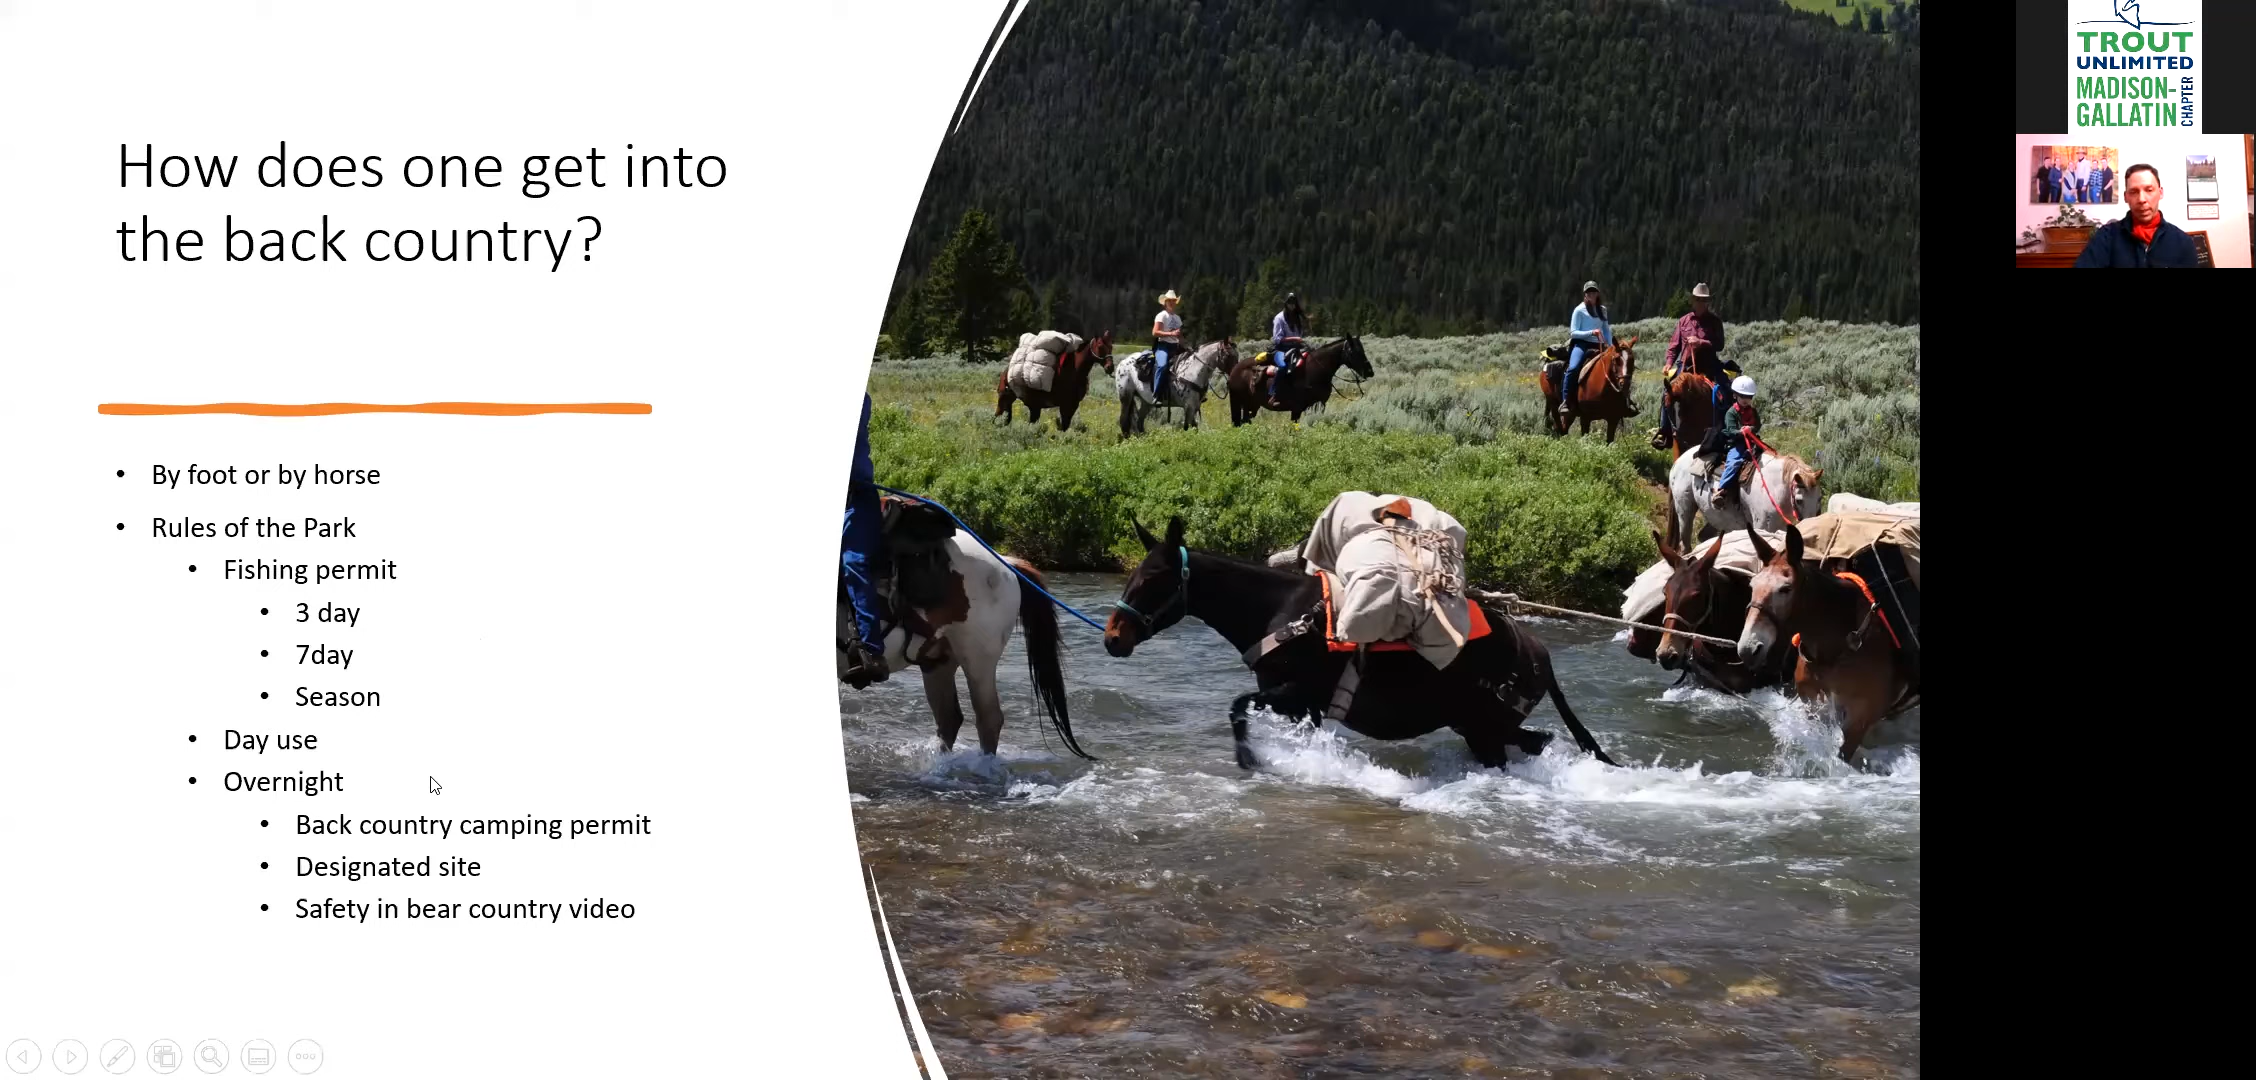 How does one get into
the back country?
• By foot or by horse
• Rules of the Park
• Fishing permit
• 3 day
• 7day
• Season
• Day use
• Overnight
• Back country camping permit
• Designated site
• Safety in bear country video
TROUT
UNLIMITED
MADISON-
GALLATIN
CHAPTER